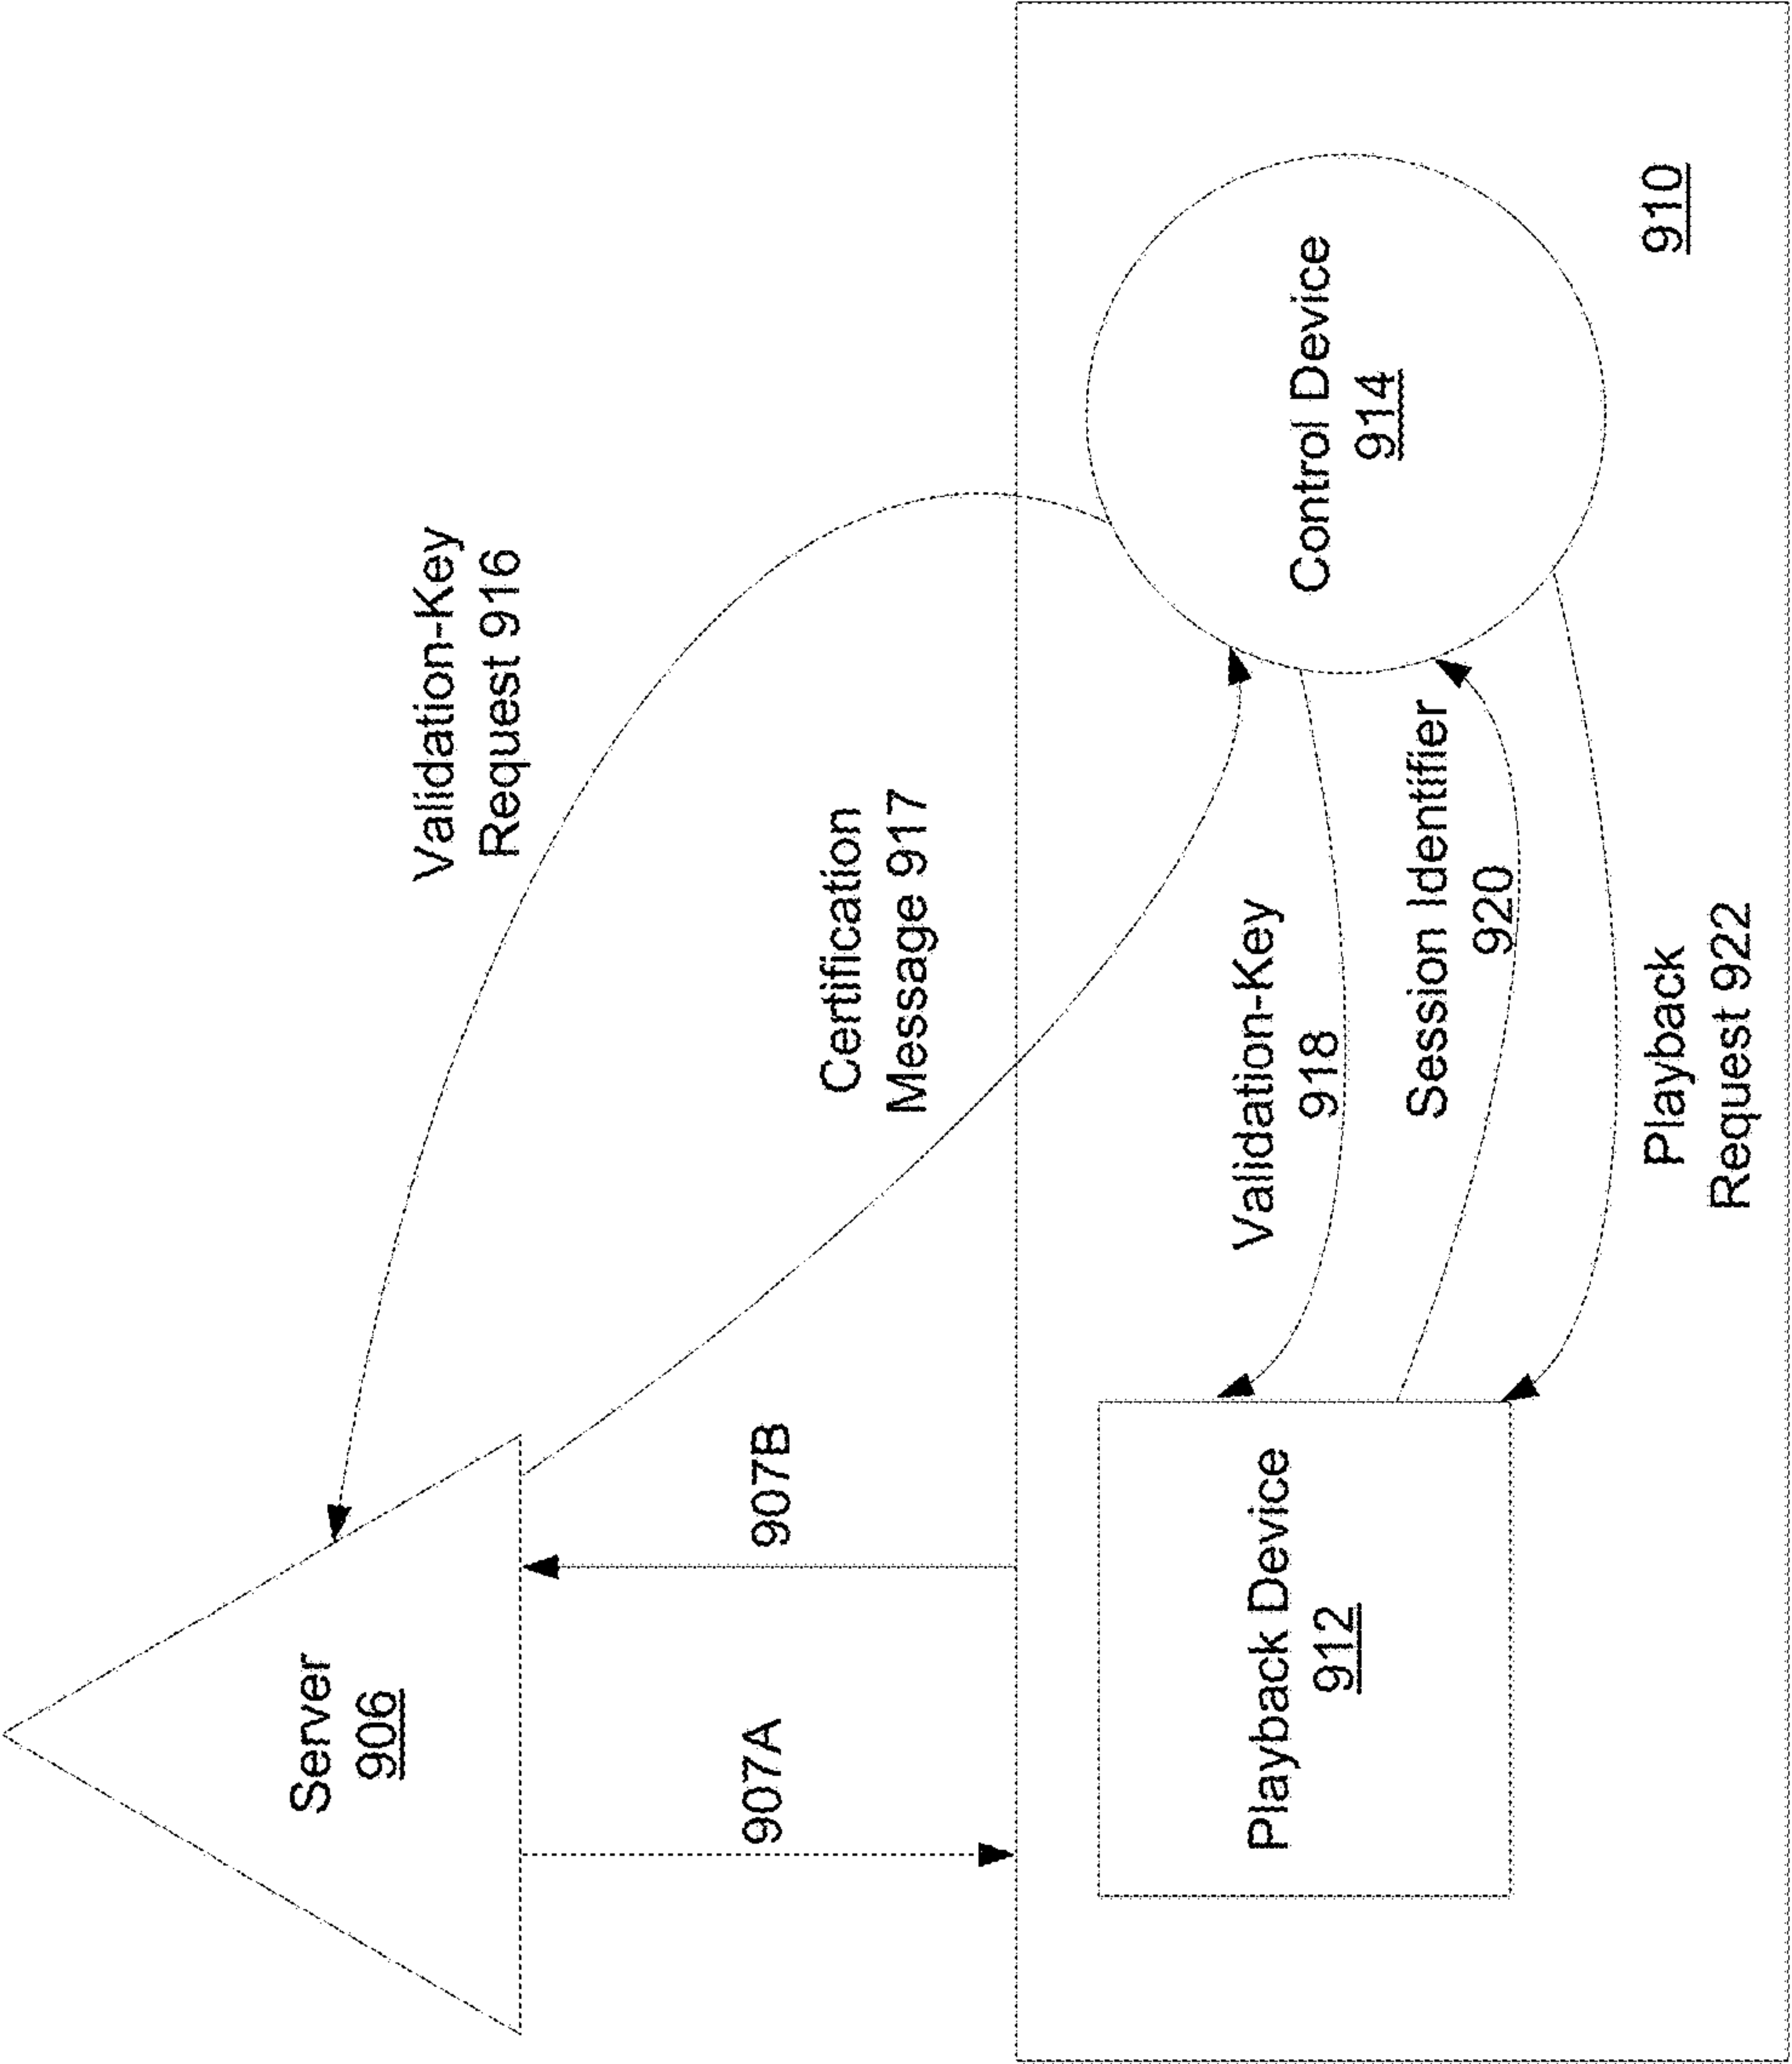 Server
906
Validation-Key
Request 916
907A
907B
Certification
Message 917
Playback Device
912
Validation-Key
918
Session Identifier
920
Control Device
914
Playback
Request 922
910